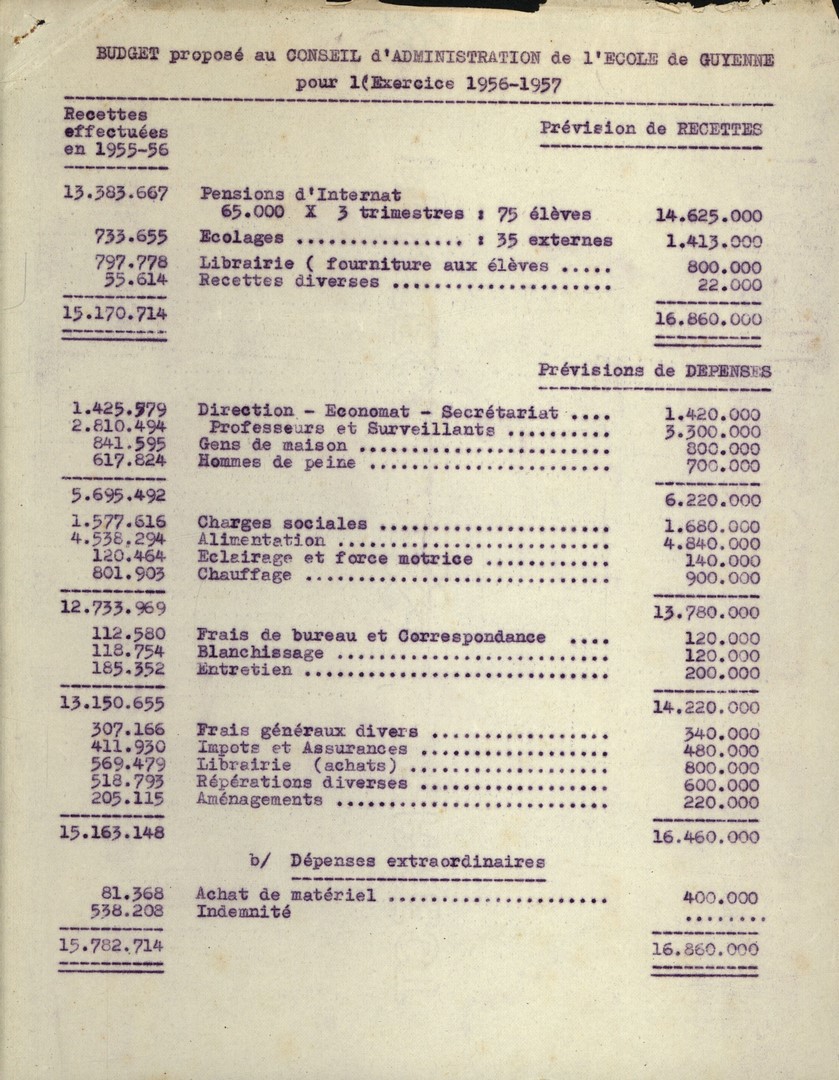 BUDGET proposé au CONSEIL d'ADMINISTRATION de l'ECOLE de GUYENNE
pour l(Exercice 1956-1957
Recettes
effectuées
en 1955-56
Prévision de RECETTES
13.383.667 Pensions d'Internat
65.000 X 3 trimestres : 75 élèves 14.625.000
733.655 Ecolages ................ : 35 externes 1.413.000
797.778 Librairie ( fourniture aux élèves ..... 800.000
55.614 Recettes diverses ...................... 22.000
15.170.714 16.860.000
Prévisions de DEPENSES
1.425.579 Direction - Economat - Secrétariat .... 1.420.000
2.810.494 Professeurs et Surveillants .......... 3.300.000
841.595 Gens de maison ......................... 800.000
617.824 Hommes de peine ........................ 700.000
5.695.492 6.220.000
1.577.616 Charges sociales ....................... 1.680.000
4.538.294 Alimentation ........................... 4.840.000
120.464 Eclairage et force motrice ............ 140.000
801.903 Chauffage .............................. 900.000
12.733.969 13.780.000
112.580 Frais de bureau et Correspondance .... 120.000
118.754 Blanchissage ........................... 120.000
185.352 Entretien .............................. 200.000
13.150.655 14.220.000
307.166 Frais généraux divers .................. 340.000
411.930 Impots et Assurances ................... 480.000
569.479 Librairie (achats) .................... 800.000
518.793 Répérations diverses ................... 600.000
205.115 Aménagements ........................... 220.000
15.163.148 16.460.000
b/ Dépenses extraordinaires
81.368 Achat de matériel ...................... 400.000
538.208 Indemnité ........
15.782.714 16.860.000